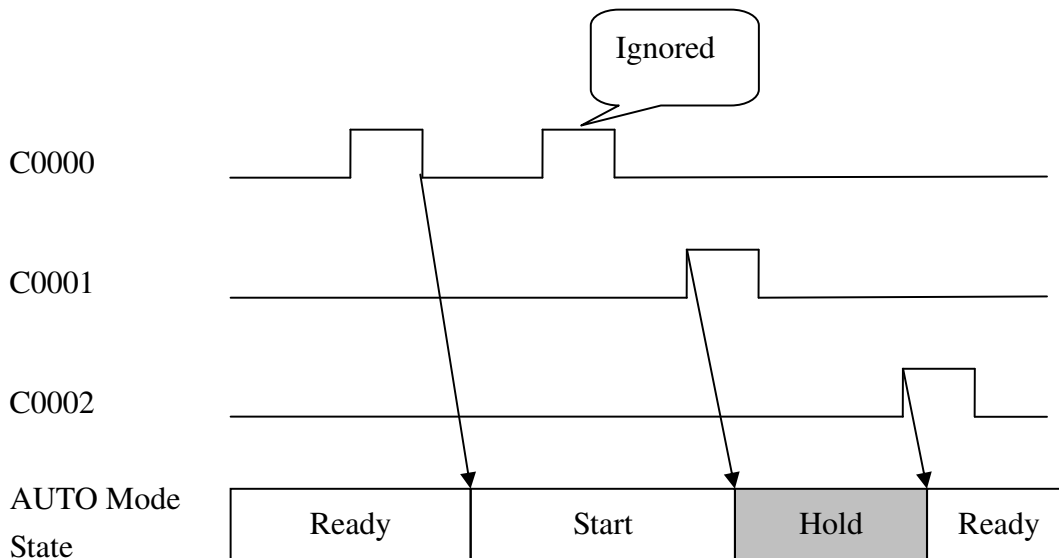 Ignored
C0000
C0001
C0002
AUTO Mode
State
Ready
Start
Hold
Ready